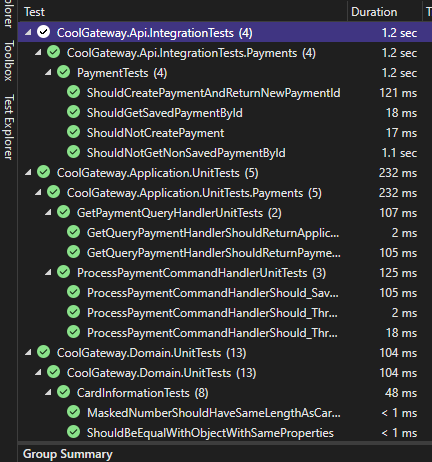 Test Duration T
CoolGateway.Api.IntegrationTests (4) 1.2 sec
CoolGateway.Api.IntegrationTests.Payments (4) 1.2 sec
PaymentTests (4) 1.2 sec
ShouldCreatePaymentAndReturnNewPaymentId 121 ms
ShouldGetSavedPaymentById 18 ms
ShouldNotCreatePayment 17 ms
ShouldNotGetNonSavedPaymentById 1.1 sec
CoolGateway.Application.UnitTests (5) 232 ms
CoolGateway.Application.UnitTests.Payments (5) 232 ms
GetPaymentQueryHandlerUnitTests (2) 107 ms
GetQueryPaymentHandlerShouldReturnApplic... 2 ms
GetQueryPaymentHandlerShouldReturnPayme... 105 ms
ProcessPaymentCommandHandlerUnitTests (3) 125 ms
ProcessPaymentCommandHandlerShould_Sav... 105 ms
ProcessPaymentCommandHandlerShould_Thr... 2 ms
ProcessPaymentCommandHandlerShould_Thr... 18 ms
CoolGateway.Domain.UnitTests (13) 104 ms
CoolGateway.Domain.UnitTests (13) 104 ms
CardInformationTests (8) 48 ms
MaskedNumberShouldHaveSameLengthAsCar... < 1 ms
ShouldBeEqualWithObjectWithSameProperties < 1 ms
Group Summary
plorer
Toolbox
Test Explorer